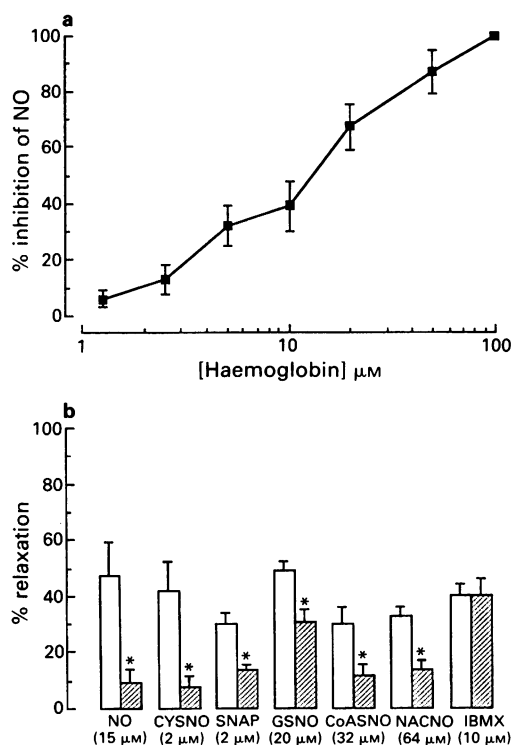 a
100
80
60
40
20
0
% inhibition of NO
1 10 100
[Haemoglobin] μM
b
100
80
60
40
20
0
% relaxation
* * * * * *
NO CYSNO SNAP GSNO CoASNO NACNO IBMX
(15 μM) (2 μM) (2 μM) (20 μM) (32 μM) (64 μM) (10 μM)